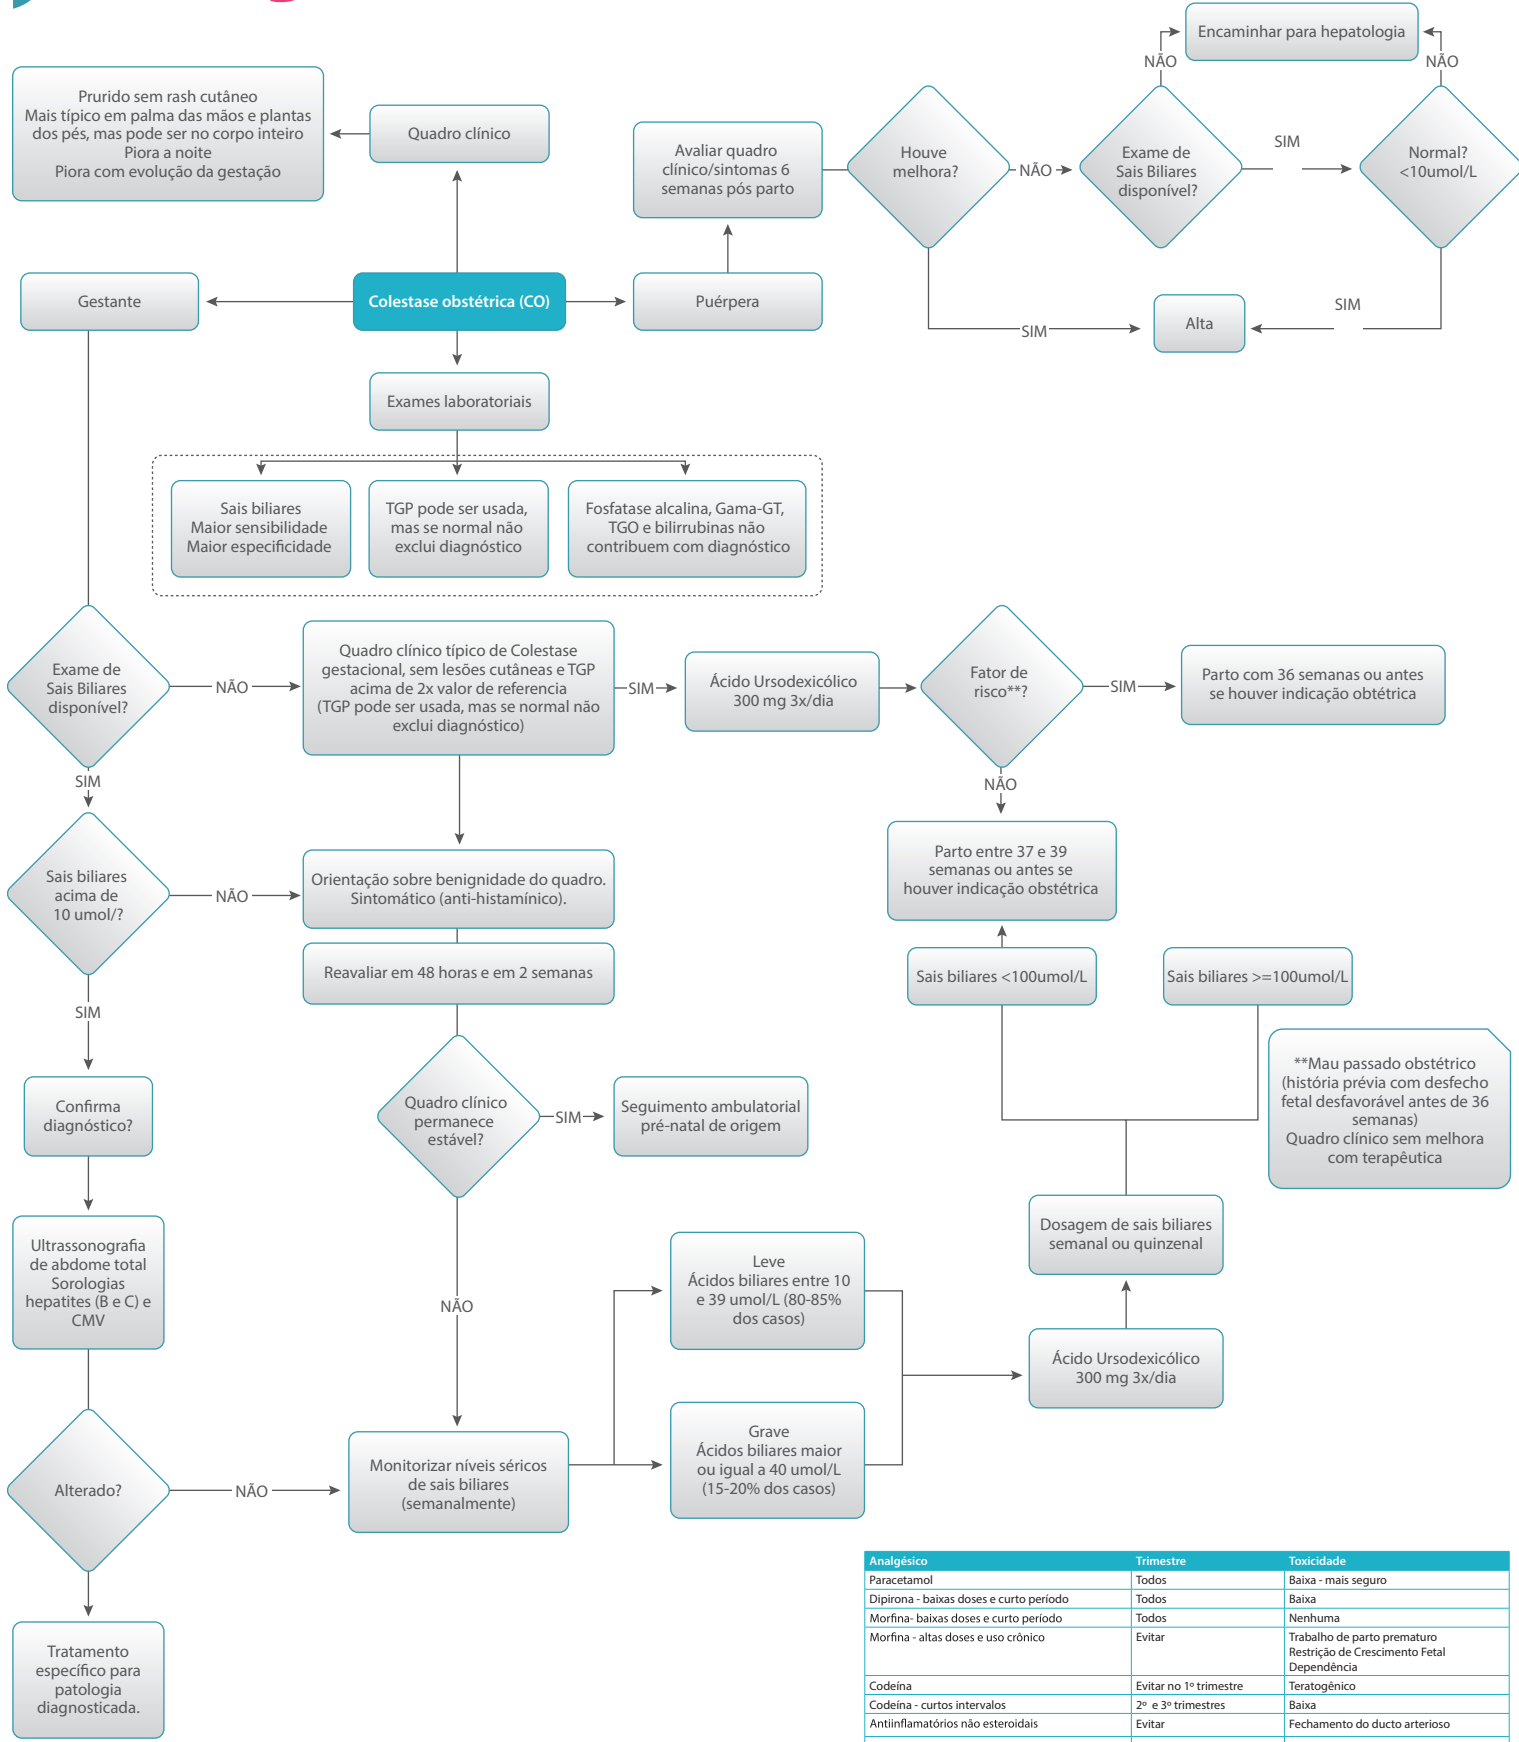 Encaminhar para hepatologia
NÃO
NÃO
Prurido sem rash cutâneo
Mais típico em palma das mãos e plantas
dos pés, mas pode ser no corpo inteiro
Piora a noite
Piora com evolução da gestação
Quadro clínico
Avaliar quadro
clínico/sintomas 6
semanas pós parto
Houve
melhora?
NÃO
Exame de
Sais Biliares
disponível?
SIM
Normal?
<10umol/L
Gestante
Colestase obstétrica (CO)
Puérpera
SIM
Alta
SIM
Exames laboratoriais
Sais biliares
Maior sensibilidade
Maior especificidade
TGP pode ser usada,
mas se normal não
exclui diagnóstico
Fosfatase alcalina, Gama-GT,
TGO e bilirrubinas não
contribuem com diagnóstico
Exame de
Sais Biliares
disponível?
NÃO
Quadro clínico típico de Colestase
gestacional, sem lesões cutâneas e TGP
acima de 2x valor de referencia
(TGP pode ser usada, mas se normal não
exclui diagnóstico)
SIM
Ácido Ursodexicólico
300 mg 3x/dia
Fator de
risco**?
SIM
Parto com 36 semanas ou antes
se houver indicação obtétrica
SIM
NÃO
Sais biliares
acima de
10 umol/?
NÃO
Orientação sobre benignidade do quadro.
Sintomático (anti-histamínico).
Parto entre 37 e 39
semanas ou antes se
houver indicação obstétrica
Reavaliar em 48 horas e em 2 semanas
Sais biliares <100umol/L
Sais biliares >=100umol/L
SIM
**Mau passado obstétrico
(história prévia com desfecho
fetal desfavorável antes de 36
semanas)
Quadro clínico sem melhora
com terapêutica
Confirma
diagnóstico?
Quadro clínico
permanece
estável?
SIM
Seguimento ambulatorial
pré-natal de origem
Ultrassonografia
de abdome total
Sorologias
hepatites (B e C) e
CMV
NÃO
Leve
Ácidos biliares entre 10
e 39 umol/L (80-85%
dos casos)
Dosagem de sais biliares
semanal ou quinzenal
Ácido Ursodexicólico
300 mg 3x/dia
Alterado?
NÃO
Monitorizar níveis séricos
de sais biliares
(semanalmente)
Grave
Ácidos biliares maior
ou igual a 40 umol/L
(15-20% dos casos)
Tratamento
específico para
patologia
diagnosticada.
Analgésico Trimestre Toxicidade
Paracetamol Todos Baixa - mais seguro
Dipirona - baixas doses e curto período Todos Baixa
Morfina- baixas doses e curto período Todos Nenhuma
Morfina - altas doses e uso crônico Evitar Trabalho de parto prematuro
Restrição de Crescimento Fetal
Dependência
Codeína Evitar no 1º trimestre Teratogênico
Codeína - curtos intervalos 2º e 3º trimestres Baixa
Antiinflamatórios não esteroidais Evitar Fechamento do ducto arterioso